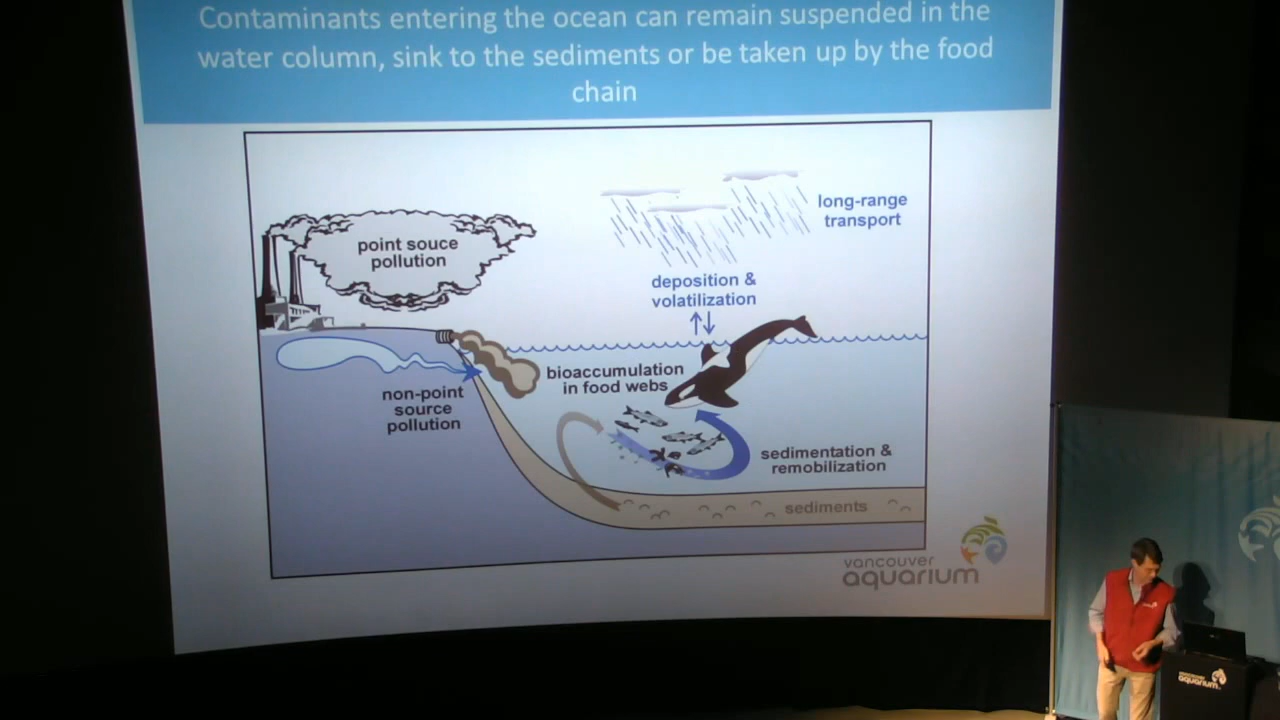 Contaminants entering the ocean can remain suspended in the
water column, sink to the sediments or be taken up by the food
chain
point souce
pollution
long-range
transport
deposition &
volatilization
bioaccumulation
in food webs
non-point
source
pollution
sedimentation &
remobilization
sediments
vancouver
aquarium
vancouver
aquarium